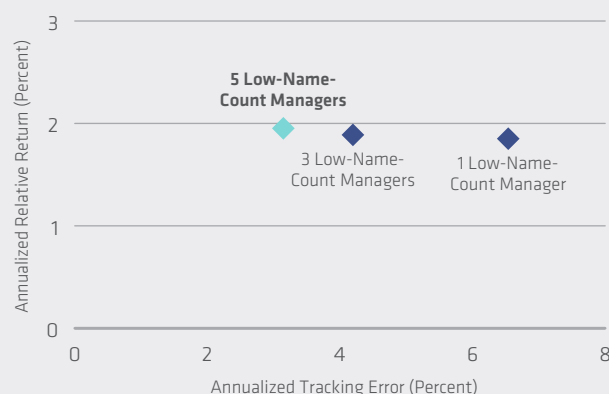 3
5 Low-Name-
Count Managers
2
3 Low-Name-
Count Managers
1 Low-Name-
Count Manager
1
0
Annualized Relative Return (Percent)
0
2
4
6
8
Annualized Tracking Error (Percent)